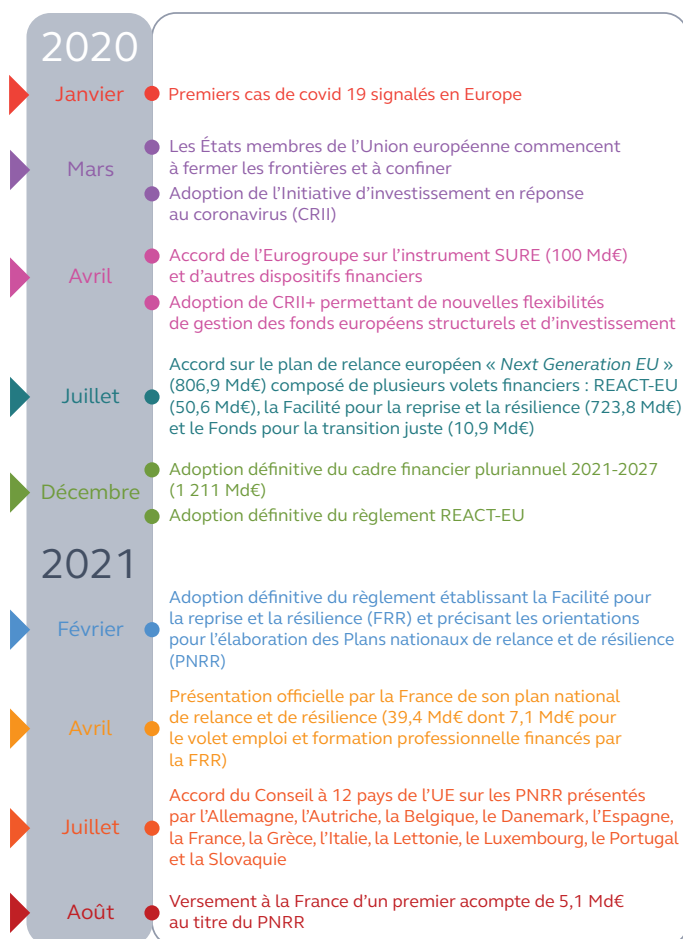 2020
Janvier
Premiers cas de covid 19 signalés en Europe
Mars
Les États membres de l’Union européenne commencent
à fermer les frontières et à confiner
Adoption de l’Initiative d’investissement en réponse
au coronavirus (CRII)
Avril
Accord de l’Eurogroupe sur l’instrument SURE (100 Md€)
et d’autres dispositifs financiers
Adoption de CRII+ permettant de nouvelles flexibilités
de gestion des fonds européens structurels et d’investissement
Juillet
Accord sur le plan de relance européen « Next Generation EU »
(806,9 Md€) composé de plusieurs volets financiers : REACT-EU
(50,6 Md€), la Facilité pour la reprise et la résilience (723,8 Md€)
et le Fonds pour la transition juste (10,9 Md€)
Décembre
Adoption définitive du cadre financier pluriannuel 2021-2027
(1 211 Md€)
Adoption définitive du règlement REACT-EU
2021
Février
Adoption définitive du règlement établissant la Facilité pour
la reprise et la résilience (FRR) et précisant les orientations
pour l’élaboration des Plans nationaux de relance et de résilience
(PNRR)
Avril
Présentation officielle par la France de son plan national
de relance et de résilience (39,4 Md€ dont 7,1 Md€ pour
le volet emploi et formation professionnelle financés par
la FRR)
Juillet
Accord du Conseil à 12 pays de l’UE sur les PNRR présentés
par l’Allemagne, l’Autriche, la Belgique, le Danemark, l’Espagne,
la France, la Grèce, l’Italie, la Lettonie, le Luxembourg, le Portugal
et la Slovaquie
Août
Versement à la France d’un premier acompte de 5,1 Md€
au titre du PNRR